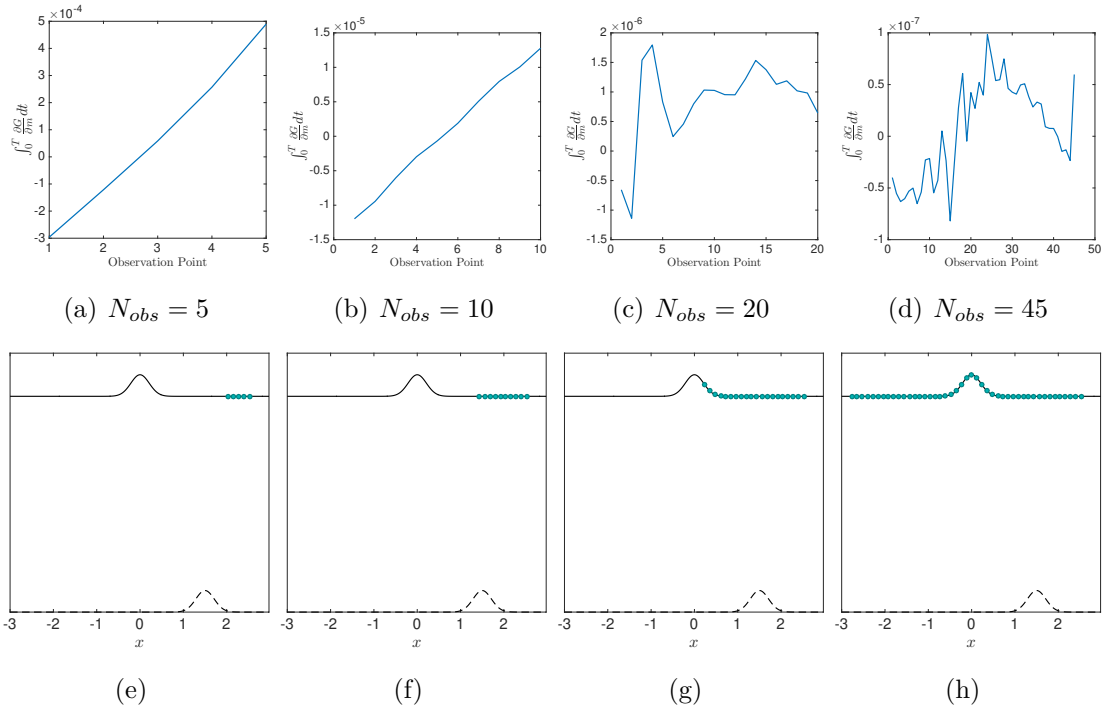 ×10⁻⁴
5
4
3
2
1
0
-1
-2
-3
1 2 3 4 5
∫₀ᵀ ∂G/∂m dt
Observation Point
×10⁻⁵
1.5
1
0.5
0
-0.5
-1
-1.5
2 4 6 8 10
∫₀ᵀ ∂G/∂m dt
Observation Point
×10⁻⁶
2
1.5
1
0.5
0
-0.5
-1
-1.5
0 5 10 15 20
∫₀ᵀ ∂G/∂m dt
Observation Point
×10⁻⁷
1
0.5
0
-0.5
-1
0 10 20 30 40 50
∫₀ᵀ ∂G/∂m dt
Observation Point
(a) N_obs = 5
(b) N_obs = 10
(c) N_obs = 20
(d) N_obs = 45
-3 -2 -1 0 1 2
x
-3 -2 -1 0 1 2
x
-3 -2 -1 0 1 2
x
-3 -2 -1 0 1 2
x
(e)
(f)
(g)
(h)